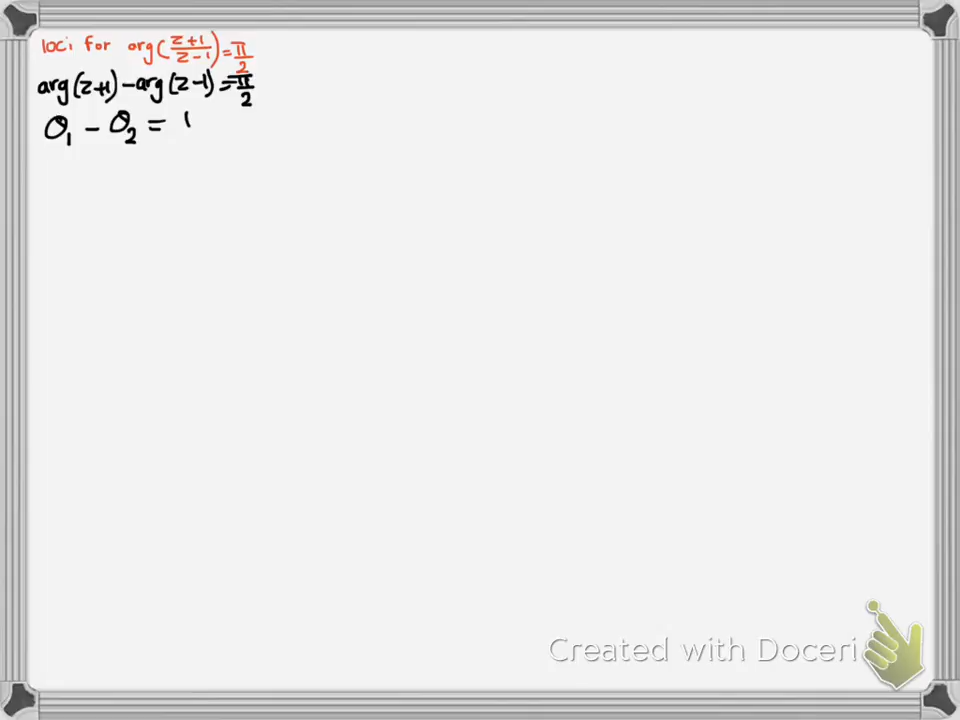 loci for arg(z+1/z-1)=π/2
arg(z+1)-arg(z-1)=π/2
θ₁ - θ₂ =
Created with Doceri